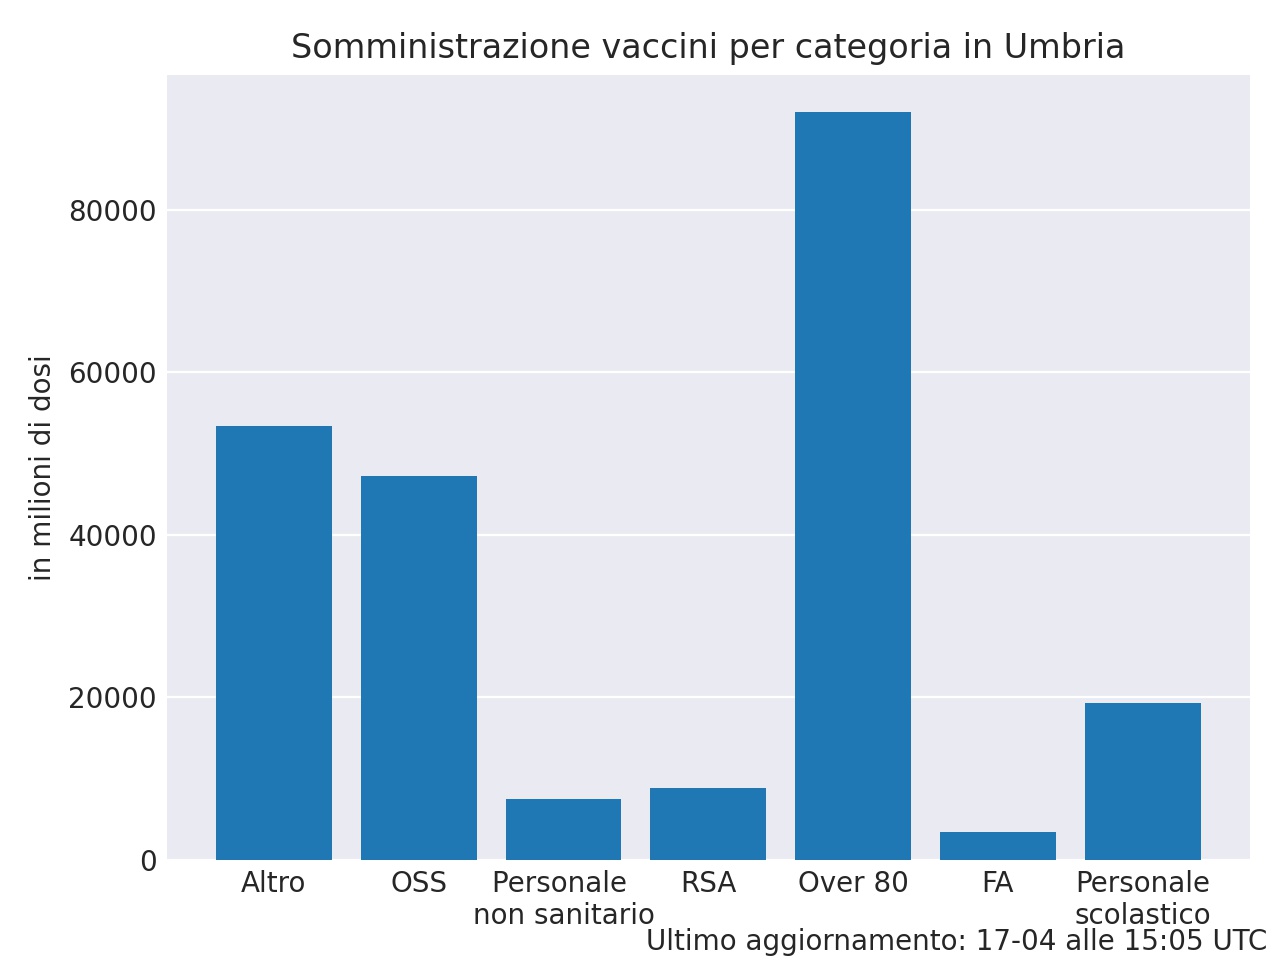 Somministrazione vaccini per categoria in Umbria
in milioni di dosi
80000
60000
40000
20000
0
Altro
OSS
Personale
non sanitario
RSA
Over 80
FA
Personale
scolastico
Ultimo aggiornamento: 17-04 alle 15:05 UTC